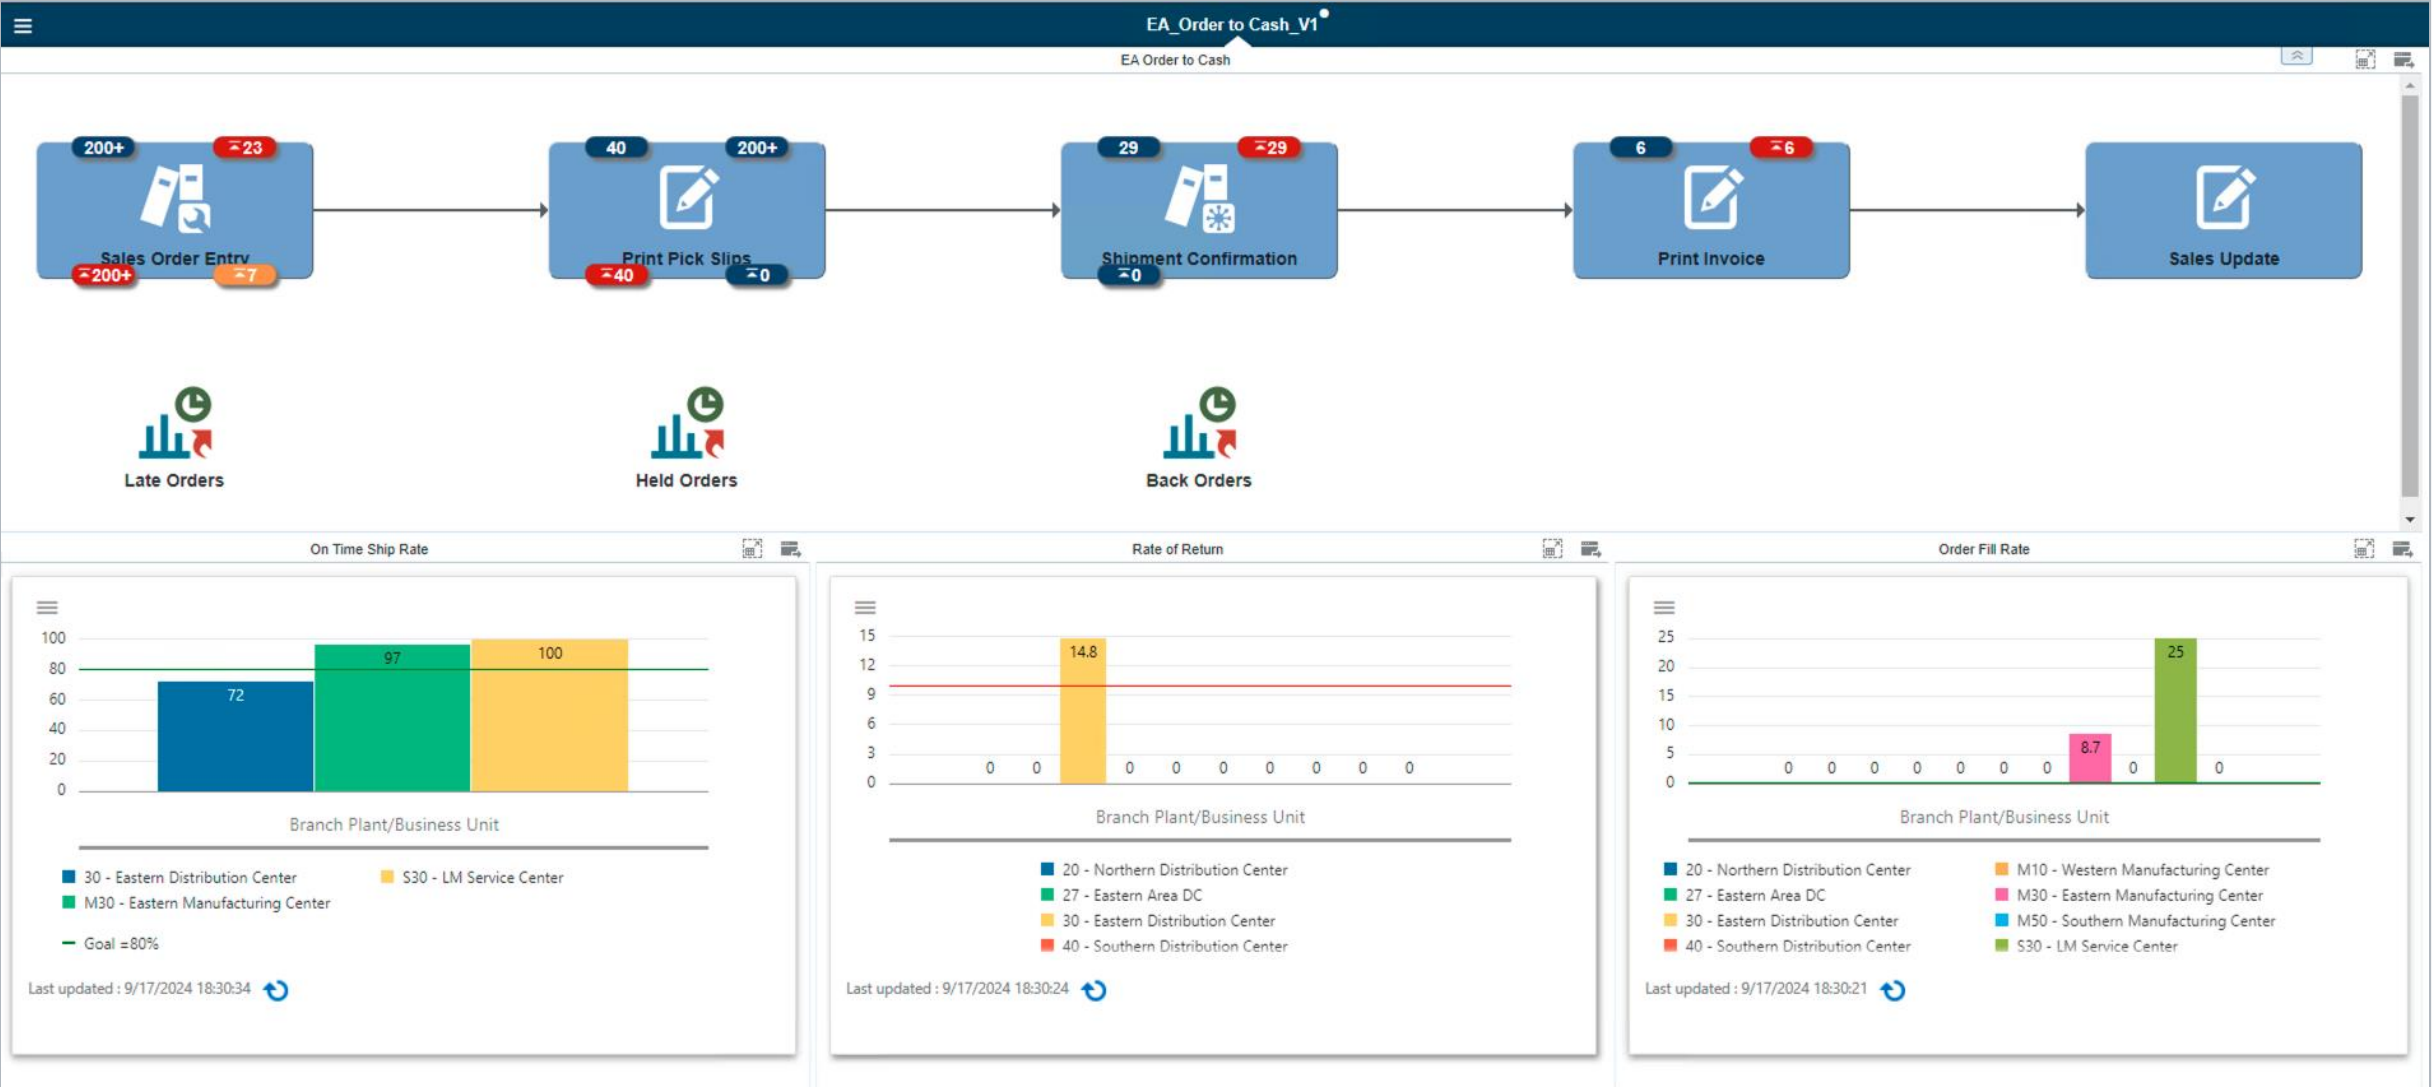 EA_Order to Cash_V1
EA Order to Cash
200+
23
40
200+
29
29
6
6
Sales Order Entry
Print Pick Slips
Shipment Confirmation
Print Invoice
Sales Update
200+
7
40
0
0
Late Orders
Held Orders
Back Orders
On Time Ship Rate
100
80
60
40
20
0
72
97
100
Branch Plant/Business Unit
30 - Eastern Distribution Center
S30 - LM Service Center
M30 - Eastern Manufacturing Center
Goal =80%
Last updated : 9/17/2024 18:30:34
Rate of Return
15
12
9
6
3
0
0 0 14.8 0 0 0 0 0 0 0
Branch Plant/Business Unit
20 - Northern Distribution Center
27 - Eastern Area DC
30 - Eastern Distribution Center
40 - Southern Distribution Center
Last updated : 9/17/2024 18:30:24
Order Fill Rate
25
20
15
10
5
0
0 0 0 0 0 0 0 8.7 0 25 0
Branch Plant/Business Unit
20 - Northern Distribution Center
M10 - Western Manufacturing Center
27 - Eastern Area DC
M30 - Eastern Manufacturing Center
30 - Eastern Distribution Center
M50 - Southern Manufacturing Center
40 - Southern Distribution Center
S30 - LM Service Center
Last updated : 9/17/2024 18:30:21